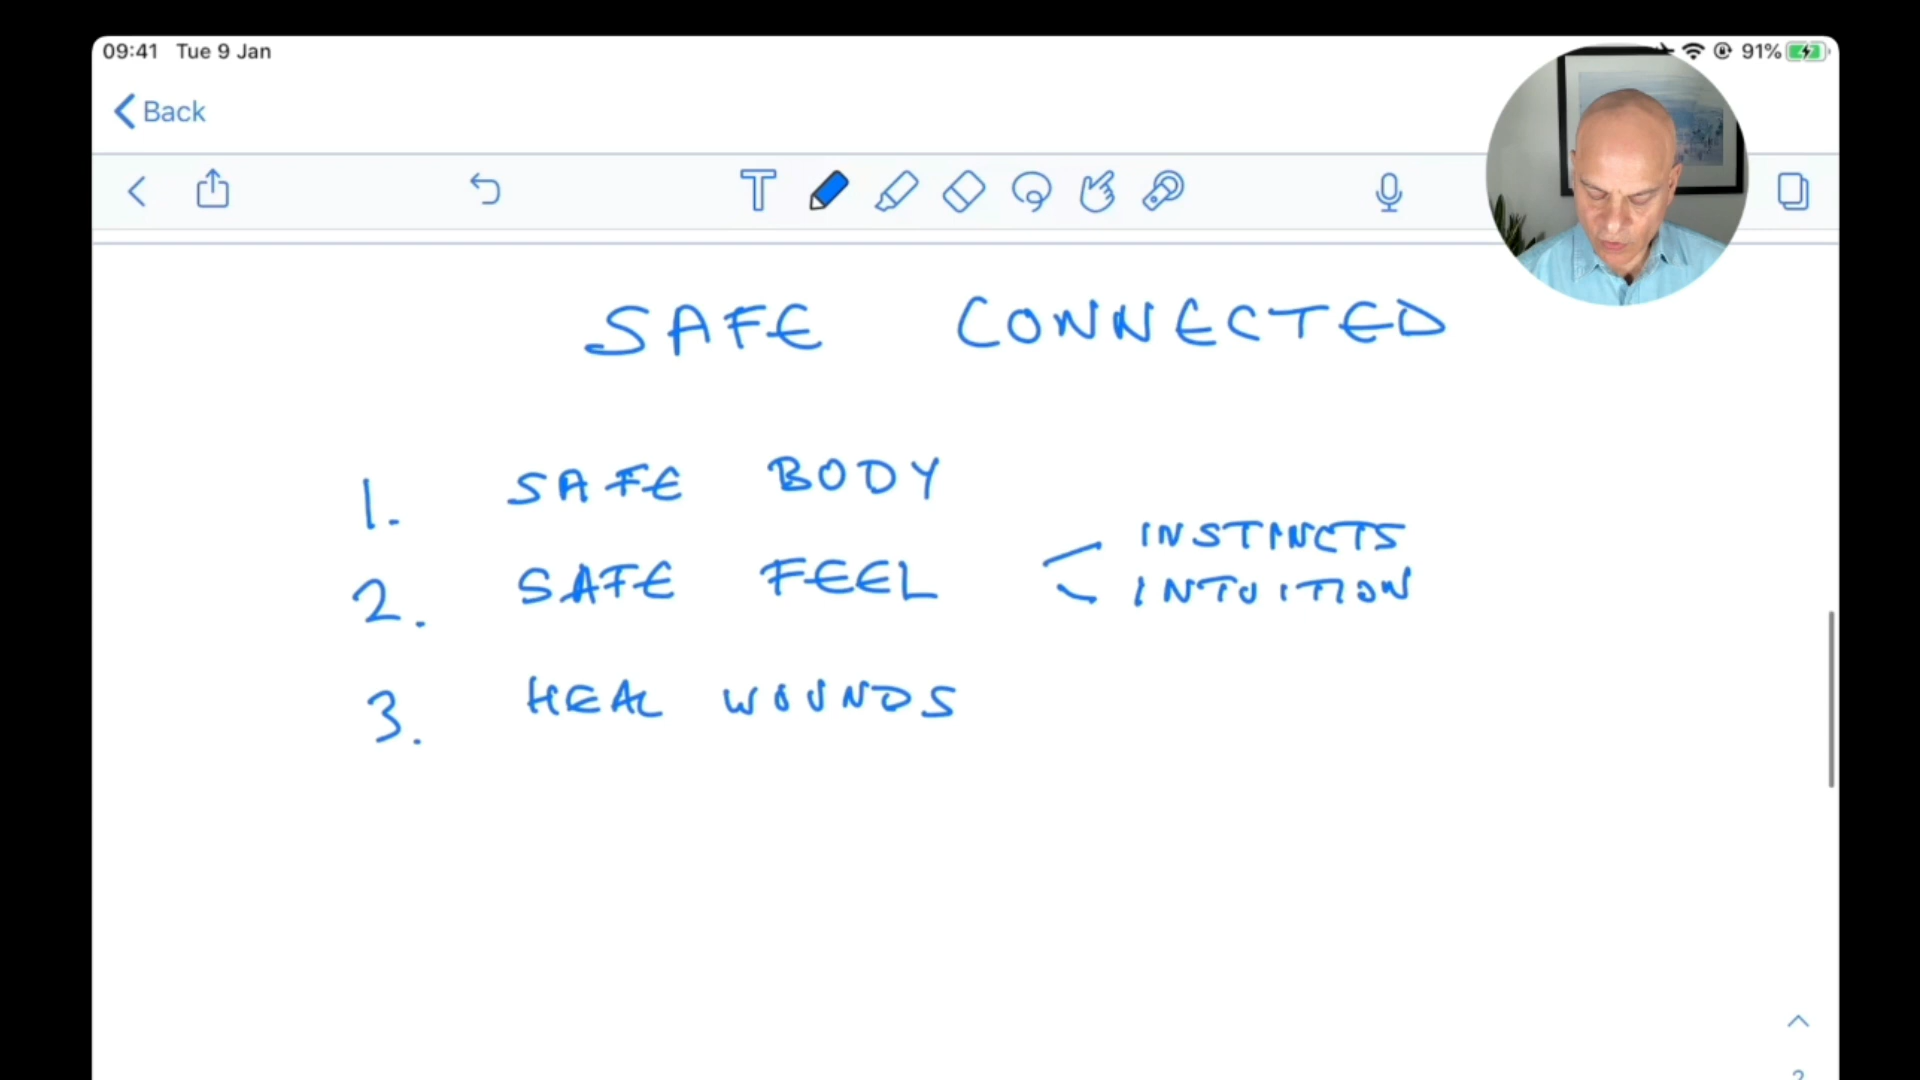 09:41 Tue 9 Jan 91%
Back
T
SAFE CONNECTED
1. SAFE BODY
2. SAFE FEEL < INSTINCTS
INTUITION
3. HEAL WOUNDS